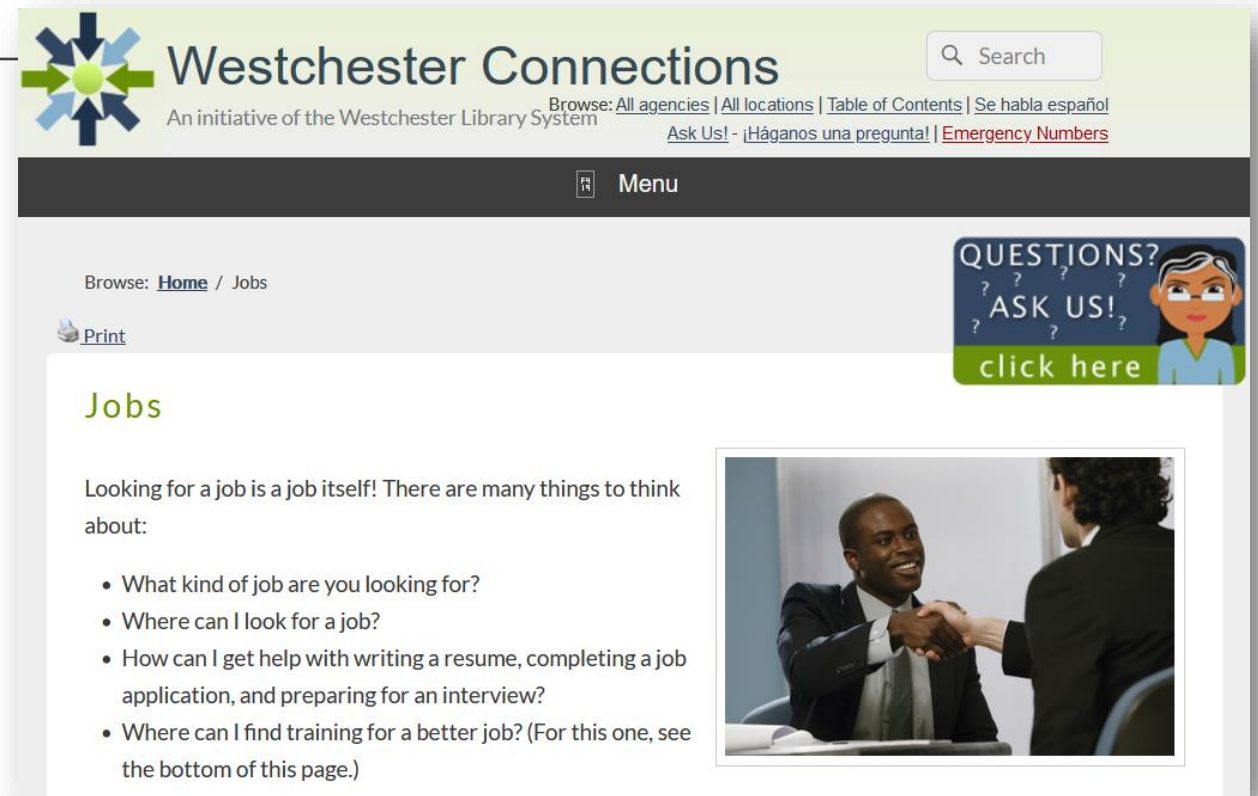 Westchester Connections
Search
An initiative of the Westchester Library System
Browse: All agencies | All locations | Table of Contents | Se habla español
Ask Us! - ¡Háganos una pregunta! | Emergency Numbers
F419 Menu
QUESTIONS?
? ? ?
? ASK US! ?
?
click here
Browse: Home / Jobs
Print
Jobs
Looking for a job is a job itself! There are many things to think
about:
• What kind of job are you looking for?
• Where can I look for a job?
• How can I get help with writing a resume, completing a job
application, and preparing for an interview?
• Where can I find training for a better job? (For this one, see
the bottom of this page.)